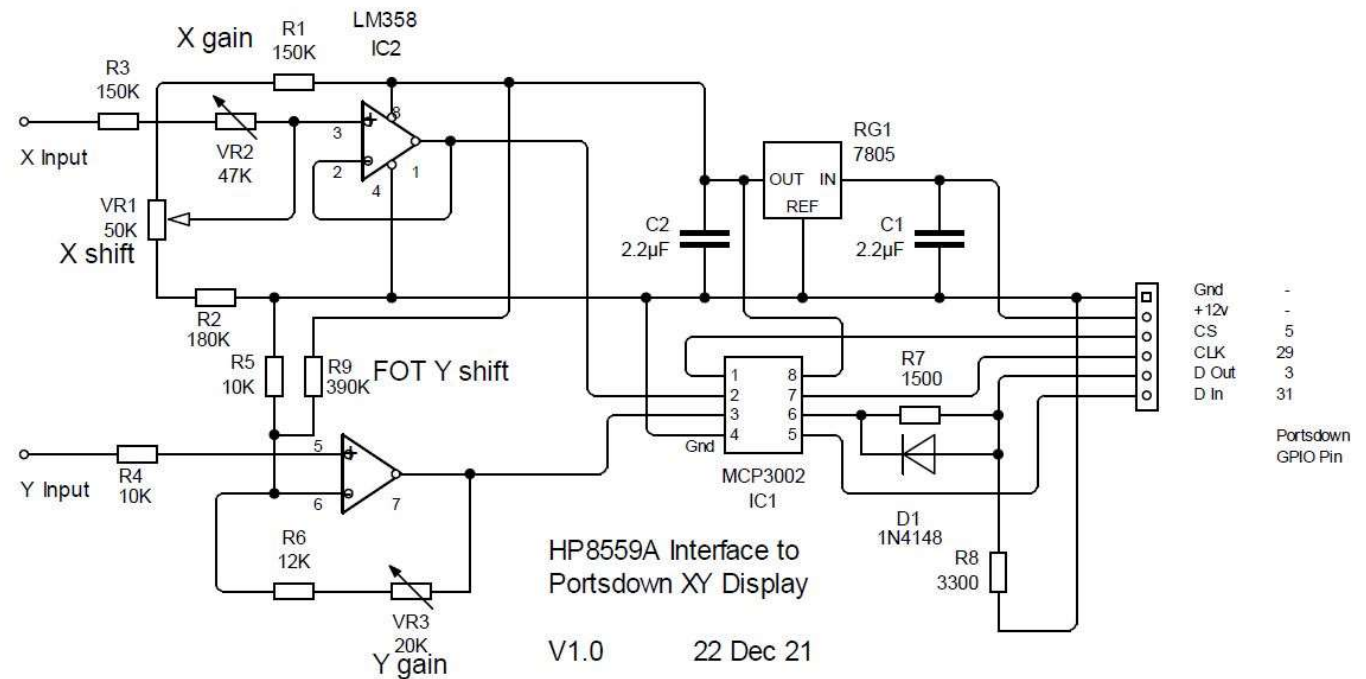 LM358
IC2
X gain
R1
150K
R3
150K
8
3
2
4
1
X Input
VR2
47K
VR1
50K
X shift
RG1
7805
OUT IN
REF
C2
2.2µF
C1
2.2µF
R2
180K
R5
10K
R9
390K
FOT Y shift
Gnd -
+12v -
CS 5
CLK 29
D Out 3
D In 31
Portsdown
GPIO Pin
R7
1500
1 8
2 7
3 6
4 5
Gnd
MCP3002
IC1
5
6
7
Y Input
R4
10K
R6
12K
VR3
20K
Y gain
D1
1N4148
R8
3300
HP8559A Interface to
Portsdown XY Display
V1.0 22 Dec 21